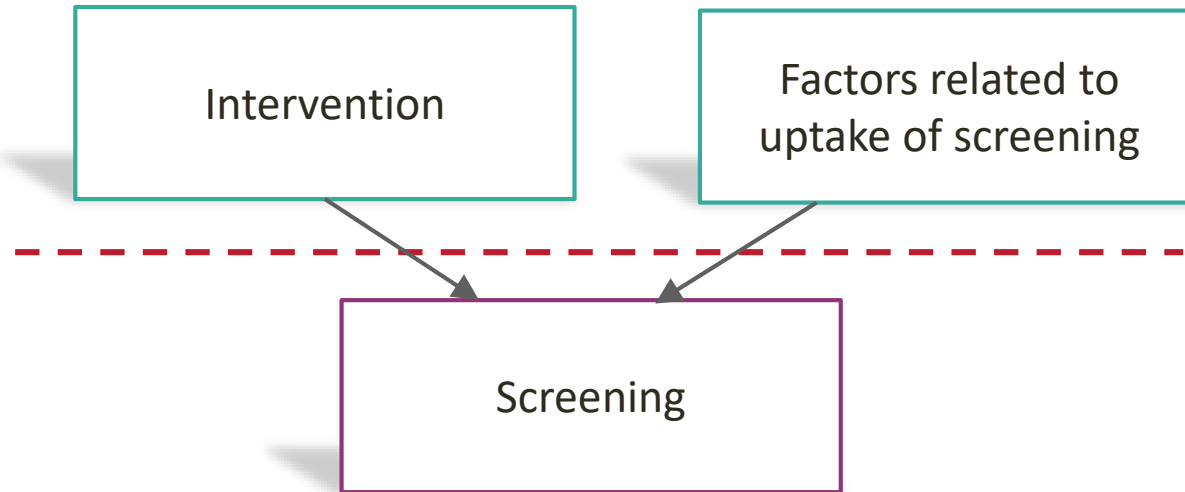 Intervention
Factors related to
uptake of screening
Screening